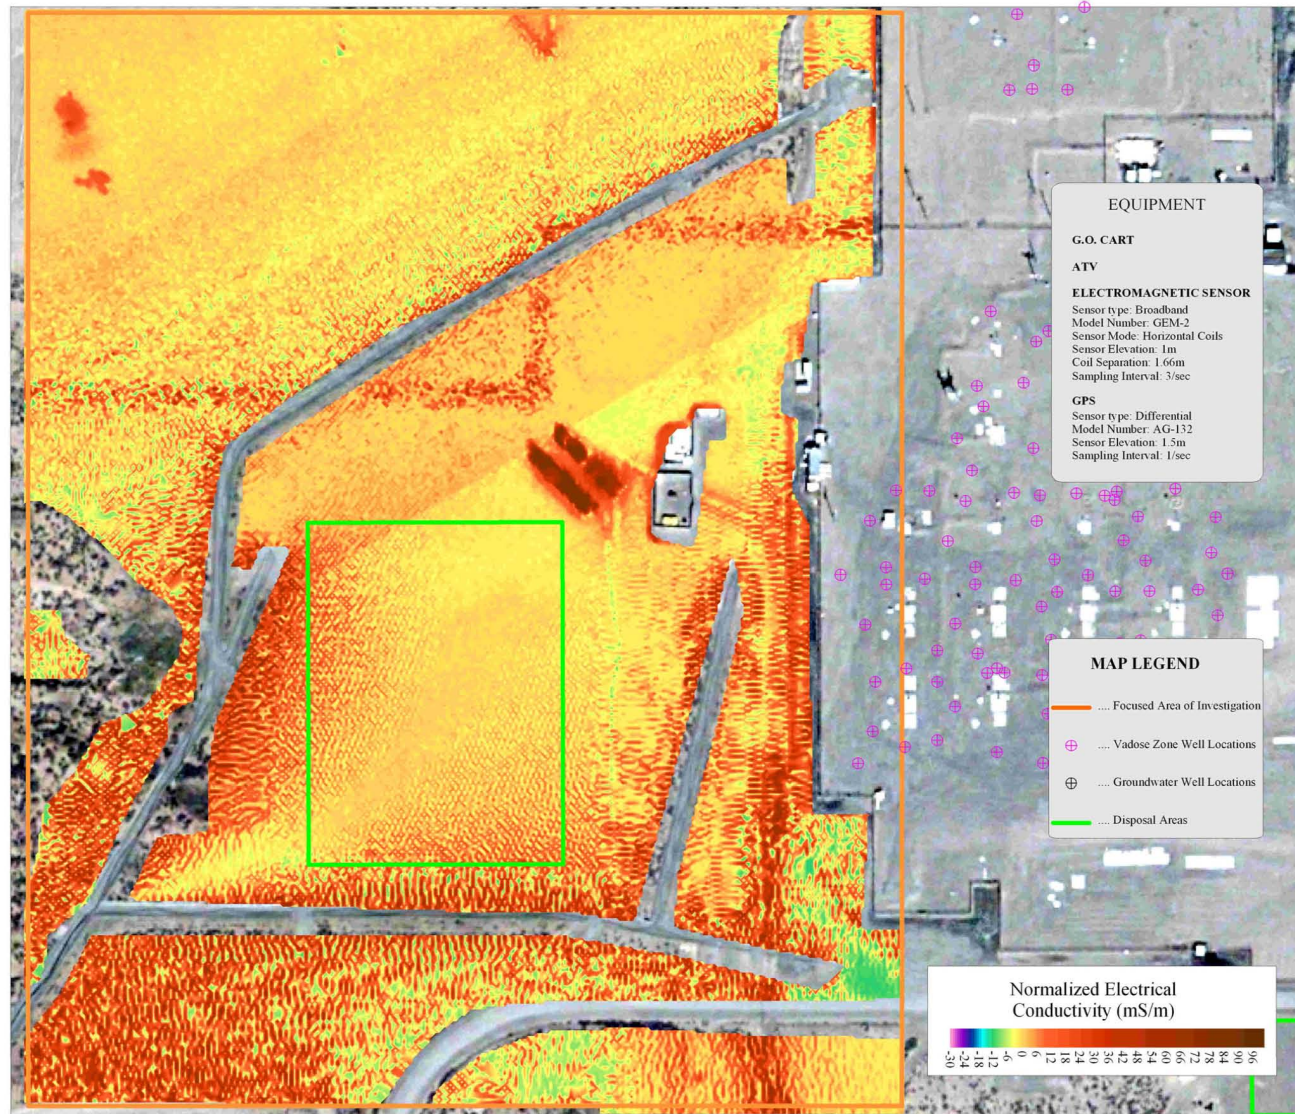 EQUIPMENT
G.O. CART
ATV
ELECTROMAGNETIC SENSOR
Sensor type: Broadband
Model Number: GEM-2
Sensor Mode: Horizontal Coils
Sensor Elevation: 1m
Coil Separation: 1.66m
Sampling Interval: 3/sec
GPS
Sensor type: Differential
Model Number: AG-132
Sensor Elevation: 1.5m
Sampling Interval: 1/sec
MAP LEGEND
.... Focused Area of Investigation
.... Vadose Zone Well Locations
.... Groundwater Well Locations
.... Disposal Areas
Normalized Electrical
Conductivity (mS/m)
-30 -24 -18 -12 -6 0 6 12 18 24 30 36 42 48 54 60 66 72 78 84 90 96